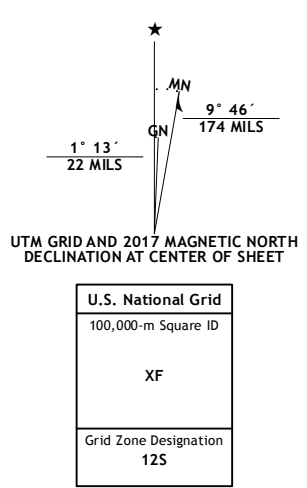 ★
MN
GN
9° 46´
174 MILS
1° 13´
22 MILS
UTM GRID AND 2017 MAGNETIC NORTH
DECLINATION AT CENTER OF SHEET
U.S. National Grid
100,000-m Square ID
XF
Grid Zone Designation
12S